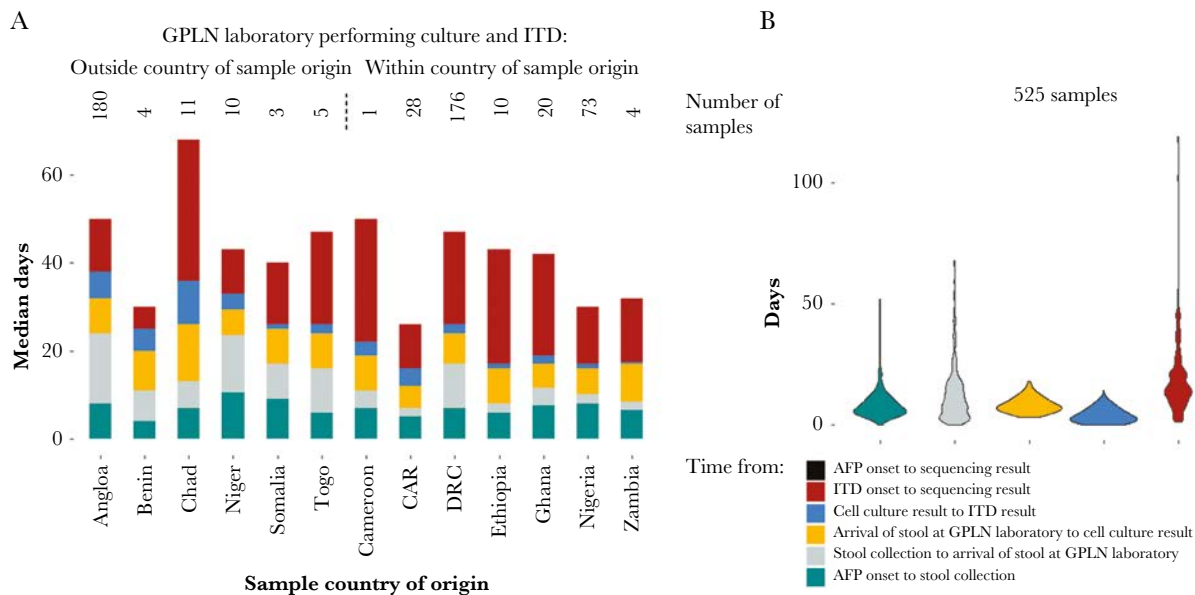 A
GPLN laboratory performing culture and ITD:
Outside country of sample origin Within country of sample origin
180 4 11 10 3 5 1 28 176 10 20 73 4
60
40
20
0
Median days
Angloa Benin Chad Niger Somalia Togo Cameroon CAR DRC Ethiopia Ghana Nigeria Zambia
Sample country of origin
B
Number of
samples
525 samples
100
50
0
Days
Time from:
AFP onset to sequencing result
ITD onset to sequencing result
Cell culture result to ITD result
Arrival of stool at GPLN laboratory to cell culture result
Stool collection to arrival of stool at GPLN laboratory
AFP onset to stool collection